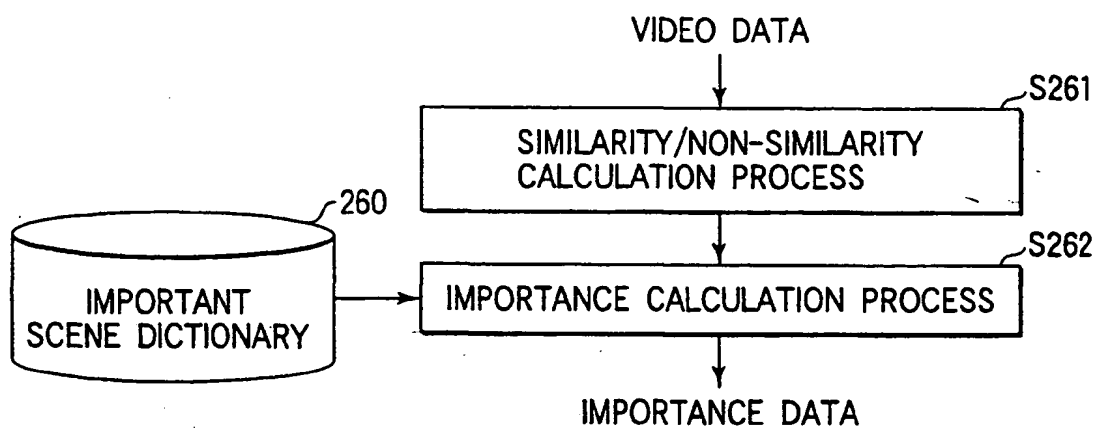 VIDEO DATA
S261
SIMILARITY/NON-SIMILARITY
CALCULATION PROCESS
260
S262
IMPORTANT
SCENE DICTIONARY
IMPORTANCE CALCULATION PROCESS
IMPORTANCE DATA